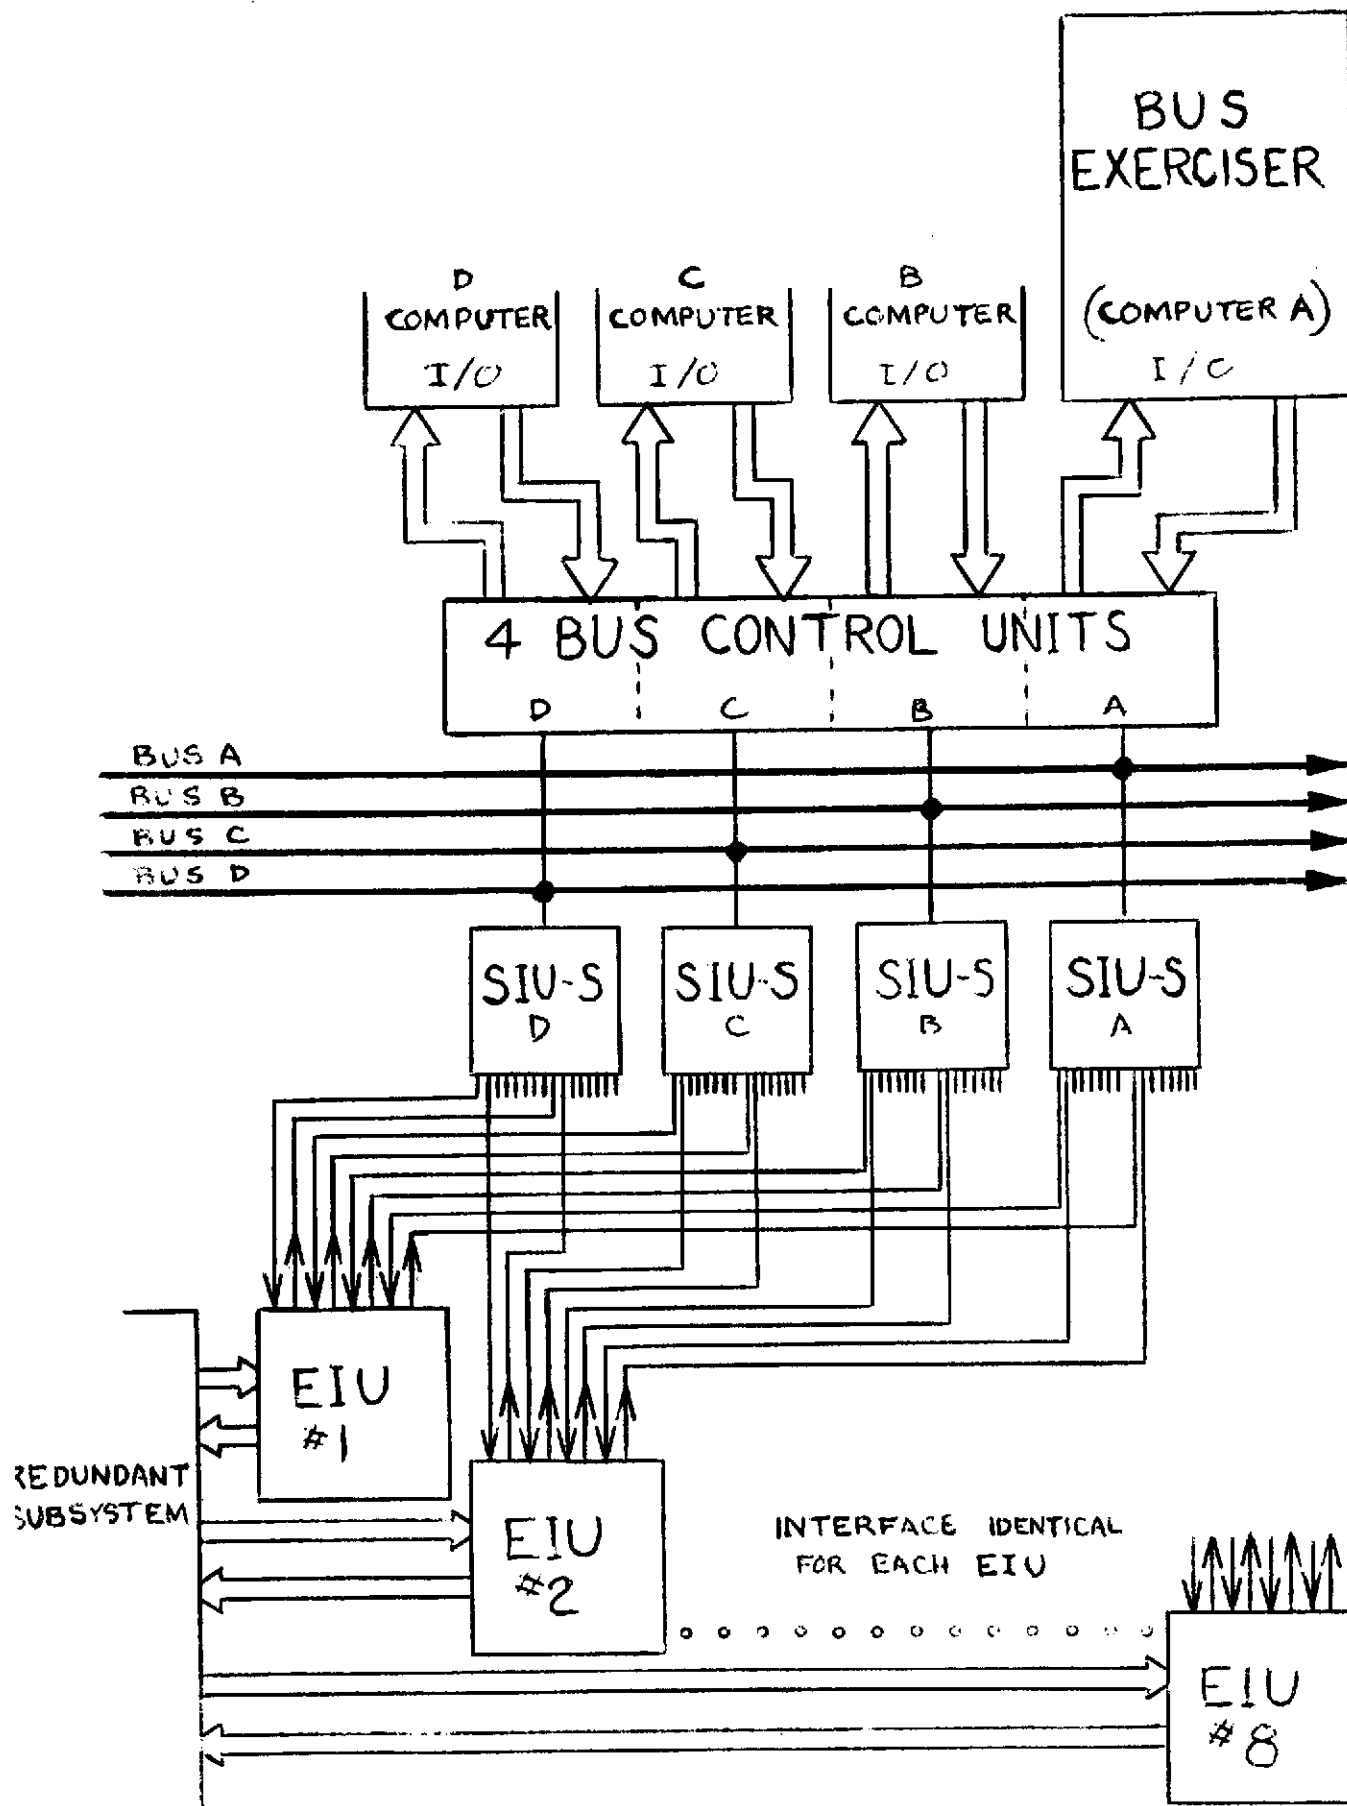 BUS
EXERCISER
(COMPUTER A)
I/O
D
COMPUTER
I/O
C
COMPUTER
I/O
B
COMPUTER
I/O
4 BUS CONTROL UNITS
D C B A
BUS A
BUS B
BUS C
BUS D
SIU-S
D
SIU-S
C
SIU-S
B
SIU-S
A
EIU
#1
REDUNDANT
SUBSYSTEM
EIU
#2
INTERFACE IDENTICAL
FOR EACH EIU
EIU
#8